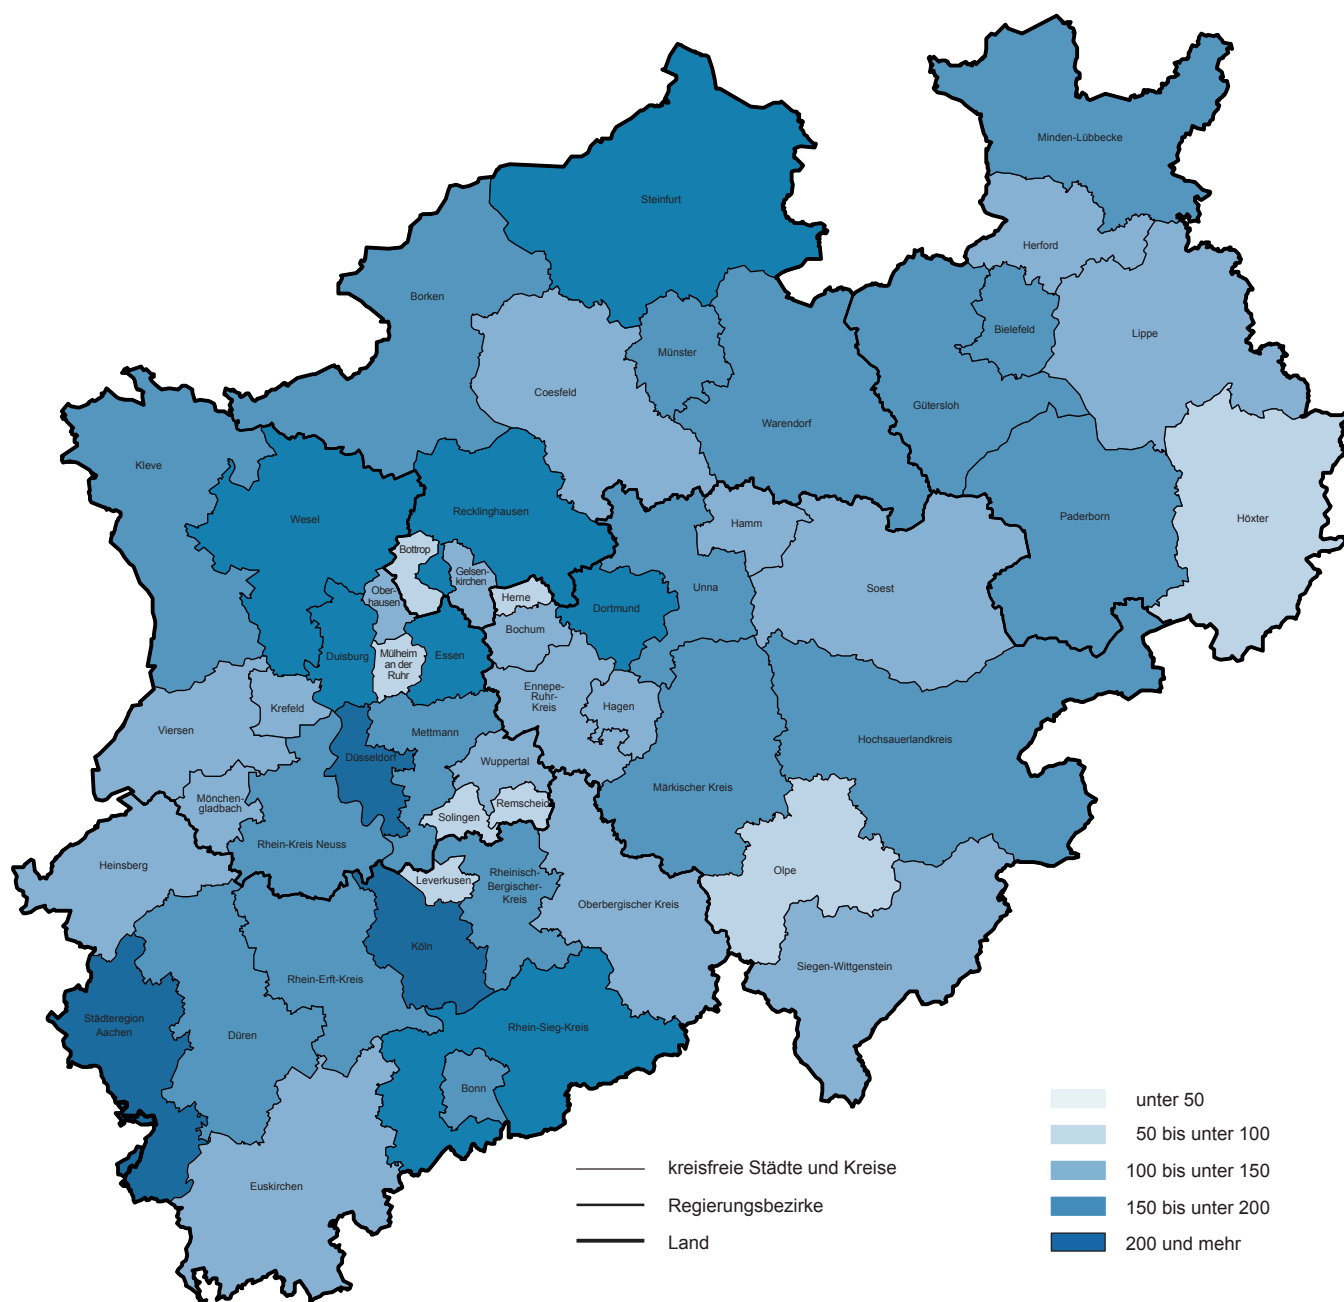 Minden-Lübbecke
Steinfurt
Herford
Borken
Bielefeld
Lippe
Münster
Coesfeld
Gütersloh
Warendorf
Kleve
Recklinghausen
Wesel
Paderborn
Höxter
Hamm
Bottrop
Gelsen-
kirchen
Ober-
hausen
Herne
Dortmund
Unna
Soest
Bochum
Duisburg
Mülheim
an der
Ruhr
Essen
Ennepe-
Ruhr-
Kreis
Hagen
Krefeld
Viersen
Mettmann
Hochsauerlandkreis
Düsseldorf
Wuppertal
Märkischer Kreis
Mönchen-
gladbach
Remscheid
Solingen
Rhein-Kreis Neuss
Heinsberg
Leverkusen
Rheinisch-
Bergischer-
Kreis
Olpe
Oberbergischer Kreis
Köln
Siegen-Wittgenstein
Rhein-Erft-Kreis
Städteregion
Aachen
Düren
Rhein-Sieg-Kreis
Bonn
Euskirchen
kreisfreie Städte und Kreise
Regierungsbezirke
Land
unter 50
50 bis unter 100
100 bis unter 150
150 bis unter 200
200 und mehr